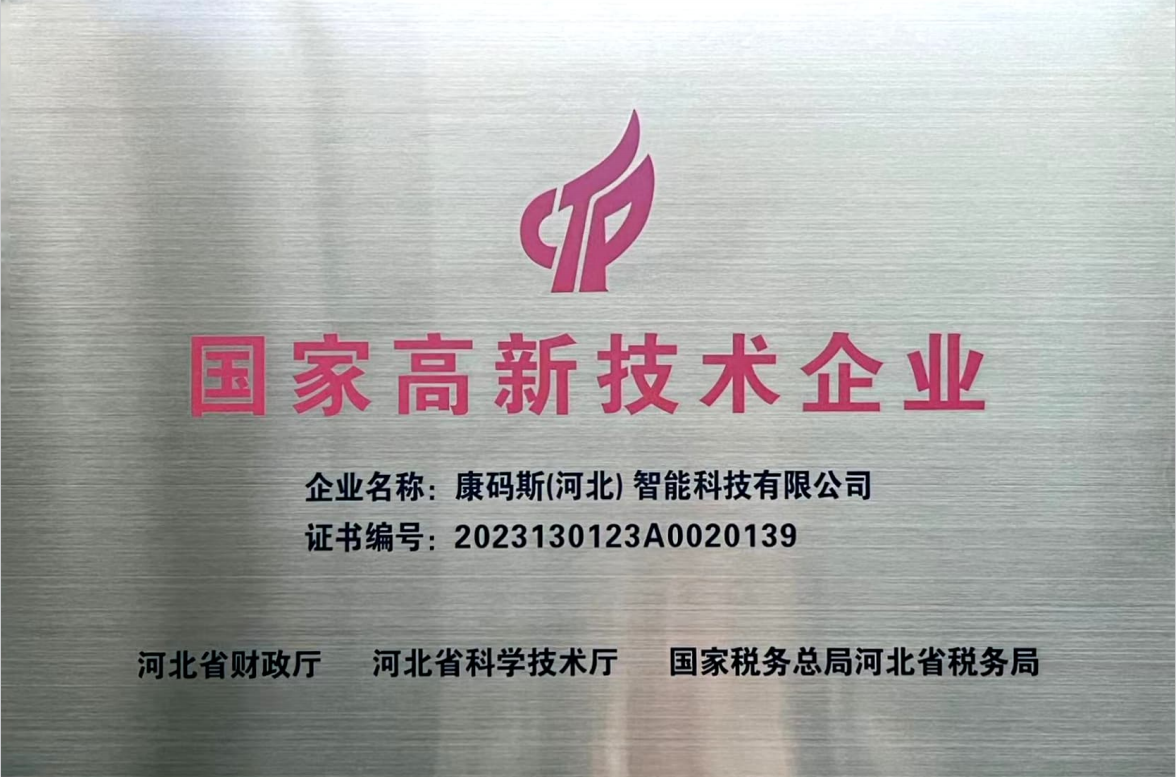 CTP
国家高新技术企业
企业名称：康码斯(河北) 智能科技有限公司
证书编号：2023130123A0020139
河北省财政厅 河北省科学技术厅 国家税务总局河北省税务局